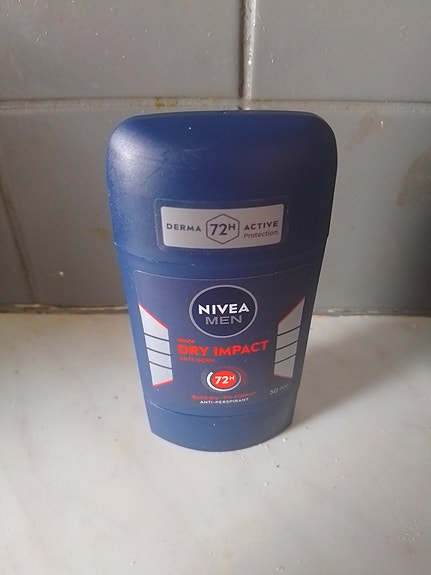 DERMA 72H ACTIVE
Protection
NIVEA
MEN
DRY IMPACT
72H
ANTI-PERSPIRANT
50 ml